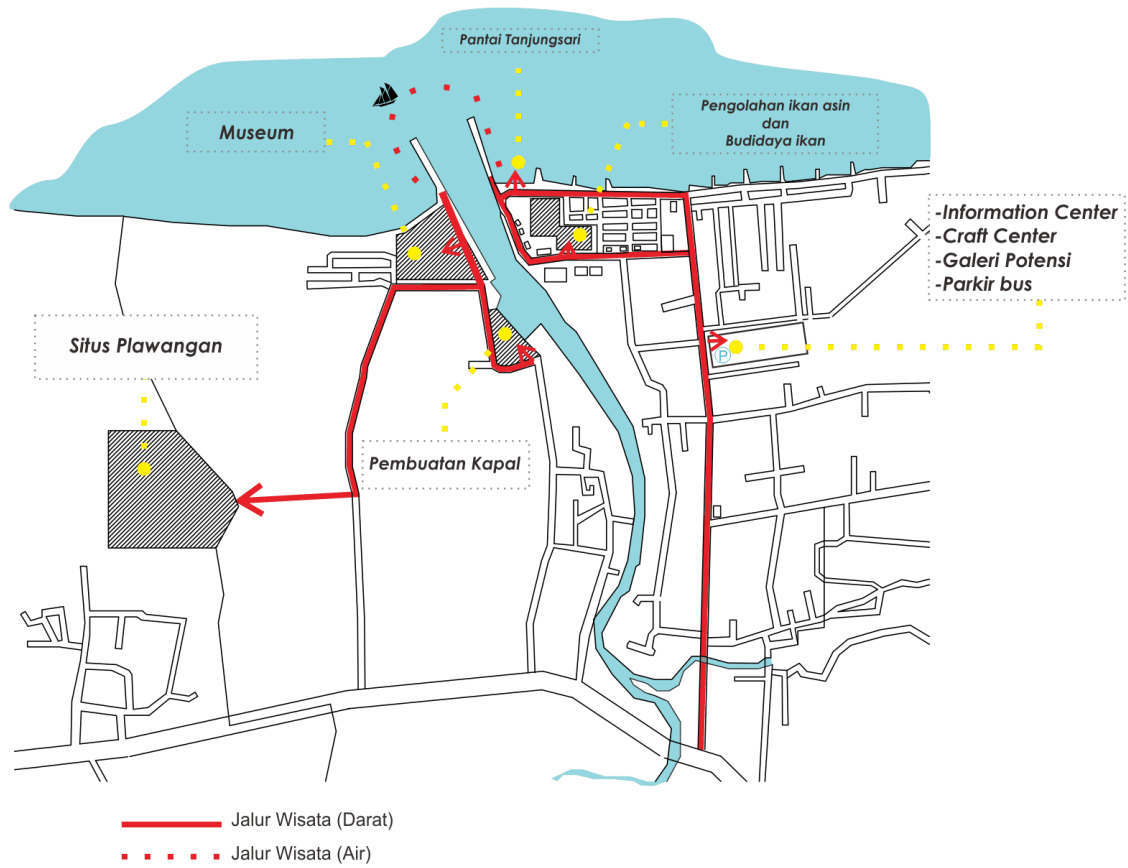 Pantai Tanjungsari
Museum
Pengolahan ikan asin
dan
Budidaya ikan
-Information Center
-Craft Center
-Galeri Potensi
-Parkir bus
Situs Plawangan
P
Pembuatan Kapal
Jalur Wisata (Darat)
Jalur Wisata (Air)